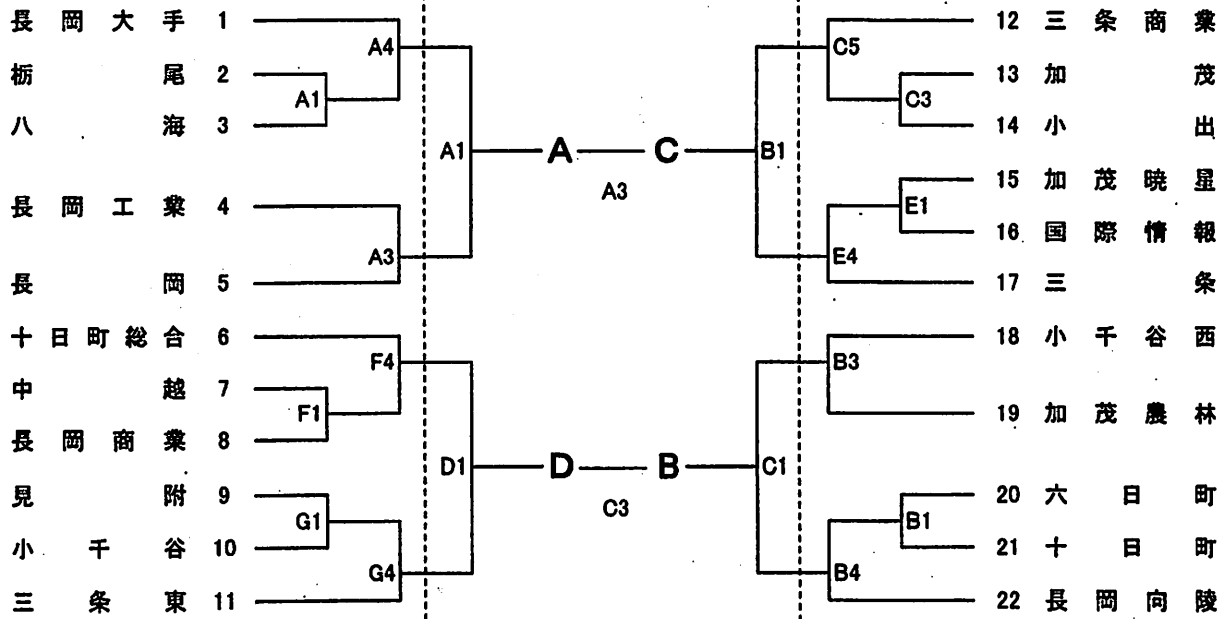 長岡大手 1
A4
栃尾 2
A1
八海 3
A1
長岡工業 4
A3
長岡 5
十日町総合 6
F4
中越 7
F1
長岡商業 8
D1
見附 9
G1
小千谷 10
G4
三条東 11
A C
A3
D B
C3
12 三条商業
C5
13 加茂
C3
14 小出
B1
15 加茂暁星
E1
16 国際情報
E4
17 三条
18 小千谷西
B3
19 加茂農林
C1
20 六日町
B1
21 十日町
B4
22 長岡向陵